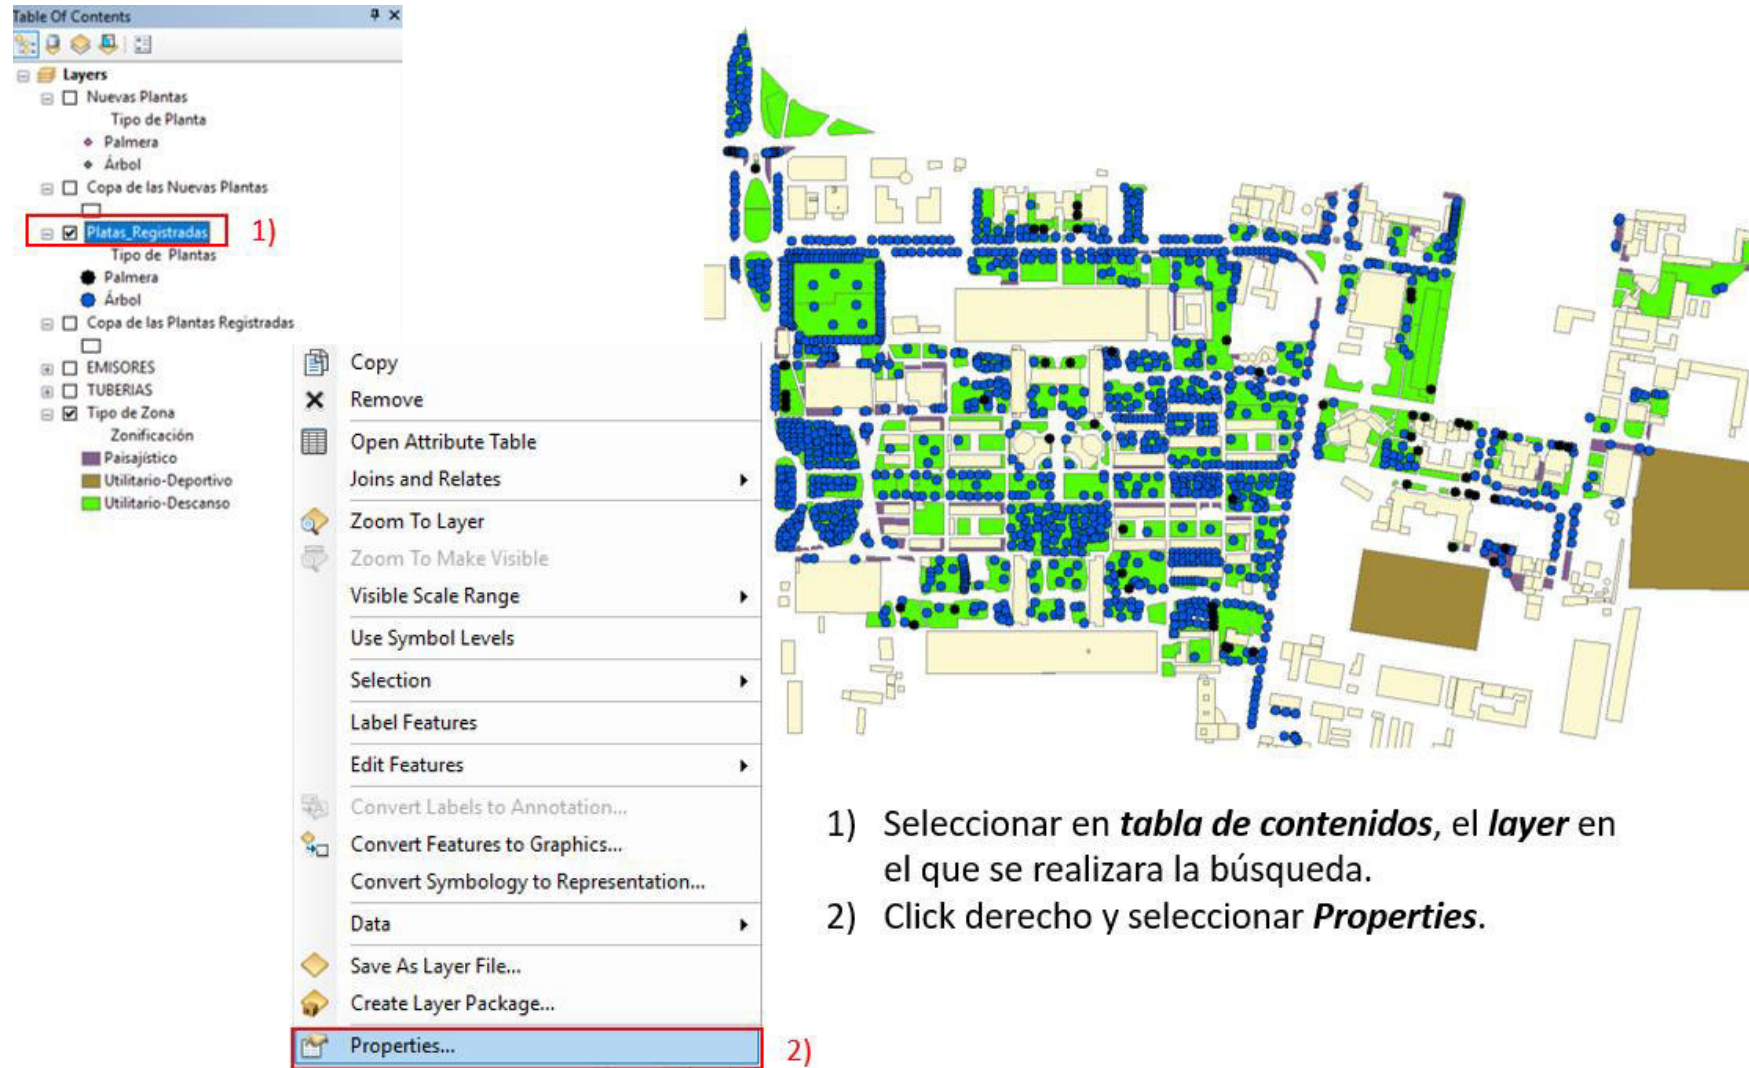 Table Of Contents
Layers
Nuevas Plantas
Tipo de Planta
Palmera
Árbol
Copa de las Nuevas Plantas
Platas_Registradas
1)
Tipo de Plantas
Palmera
Árbol
Copa de las Plantas Registradas
EMISORES
TUBERIAS
Tipo de Zona
Zonificación
Paisajístico
Utilitario-Deportivo
Utilitario-Descanso
Copy
Remove
Open Attribute Table
Joins and Relates
Zoom To Layer
Zoom To Make Visible
Visible Scale Range
Use Symbol Levels
Selection
Label Features
Edit Features
Convert Labels to Annotation...
Convert Features to Graphics...
Convert Symbology to Representation...
Data
Save As Layer File...
Create Layer Package...
Properties...
2)
1) Seleccionar en tabla de contenidos, el layer en
el que se realizara la búsqueda.
2) Click derecho y seleccionar Properties.